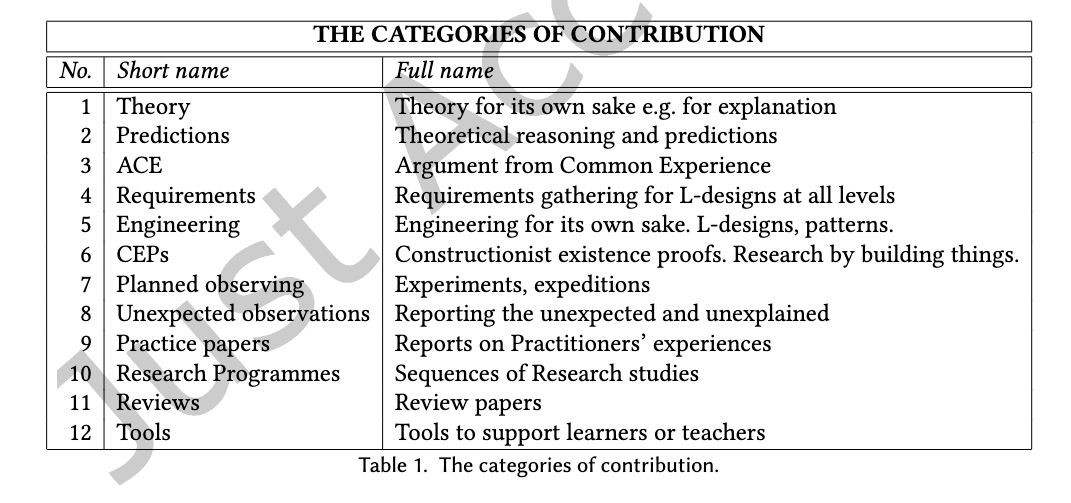 THE CATEGORIES OF CONTRIBUTION
No. Short name Full name
1 Theory Theory for its own sake e.g. for explanation
2 Predictions Theoretical reasoning and predictions
3 ACE Argument from Common Experience
4 Requirements Requirements gathering for L-designs at all levels
5 Engineering Engineering for its own sake. L-designs, patterns.
6 CEPs Constructionist existence proofs. Research by building things.
7 Planned observing Experiments, expeditions
8 Unexpected observations Reporting the unexpected and unexplained
9 Practice papers Reports on Practitioners’ experiences
10 Research Programmes Sequences of Research studies
11 Reviews Review papers
12 Tools Tools to support learners or teachers
Table 1. The categories of contribution.
Just Acc